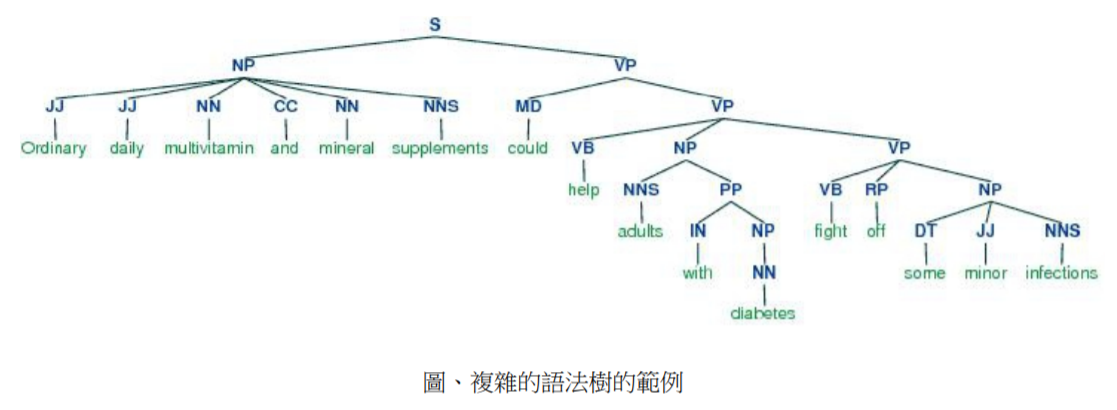 S
NP VP
JJ JJ NN CC NN NNS MD VP
Ordinary daily multivitamin and mineral supplements could VB NP VP
help NNS PP VB RP NP
adults IN NP fight off DT JJ NNS
with NN some minor infections
diabetes
圖、複雜的語法樹的範例